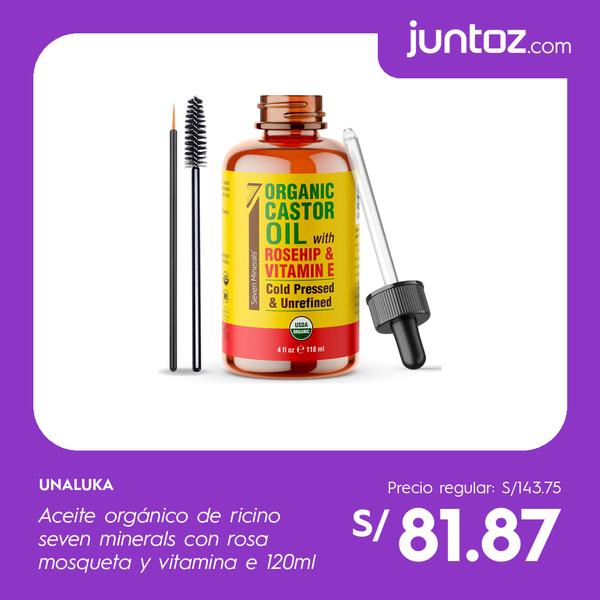 juntoz.com
7
ORGANIC
CASTOR
OIL with
ROSEHIP &
VITAMIN E
Cold Pressed
& Unrefined
Seven Minerals
USDA
ORGANIC
4 fl oz ℮ 118 ml
UNALUKA
Aceite orgánico de ricino
seven minerals con rosa
mosqueta y vitamina e 120ml
Precio regular: S/143.75
S/ 81.87